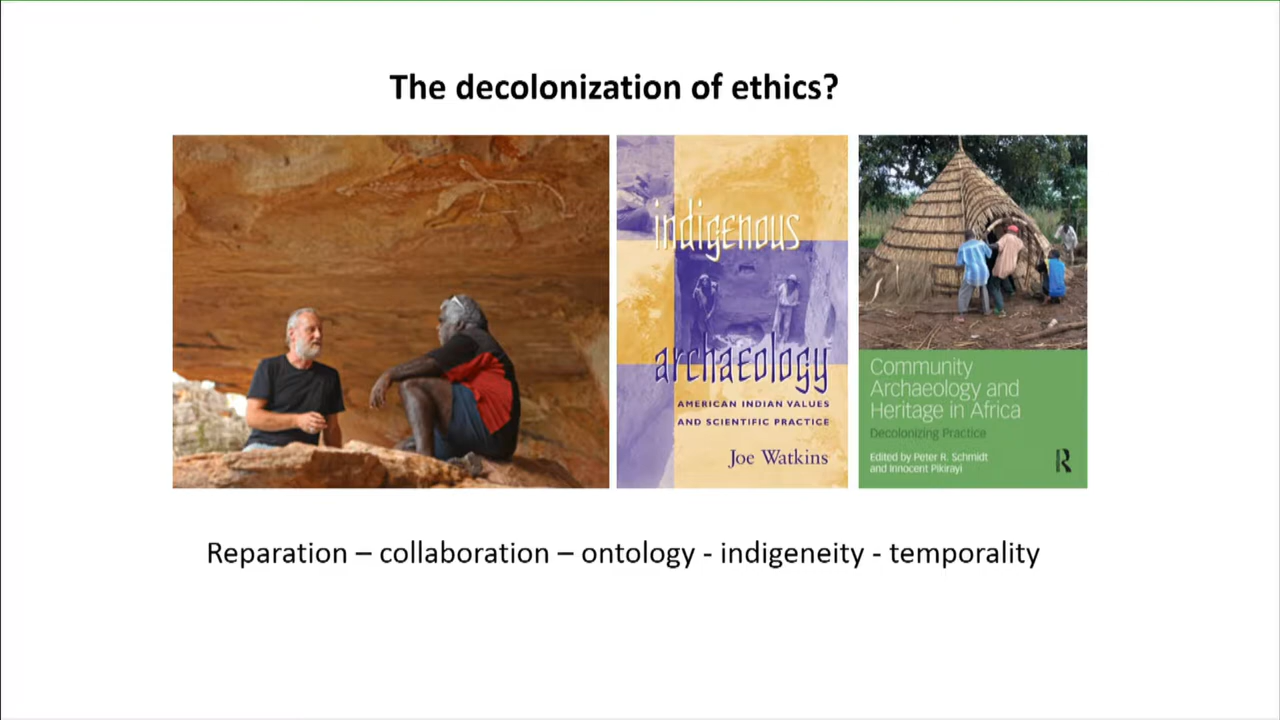 The decolonization of ethics?
indigenous
archaeology
AMERICAN INDIAN VALUES
AND SCIENTIFIC PRACTICE
Joe Watkins
Community
Archaeology and
Heritage in Africa
Decolonizing Practice
Edited by Peter R. Schmidt
and Innocent Pikirayi
R
Reparation – collaboration – ontology - indigeneity - temporality